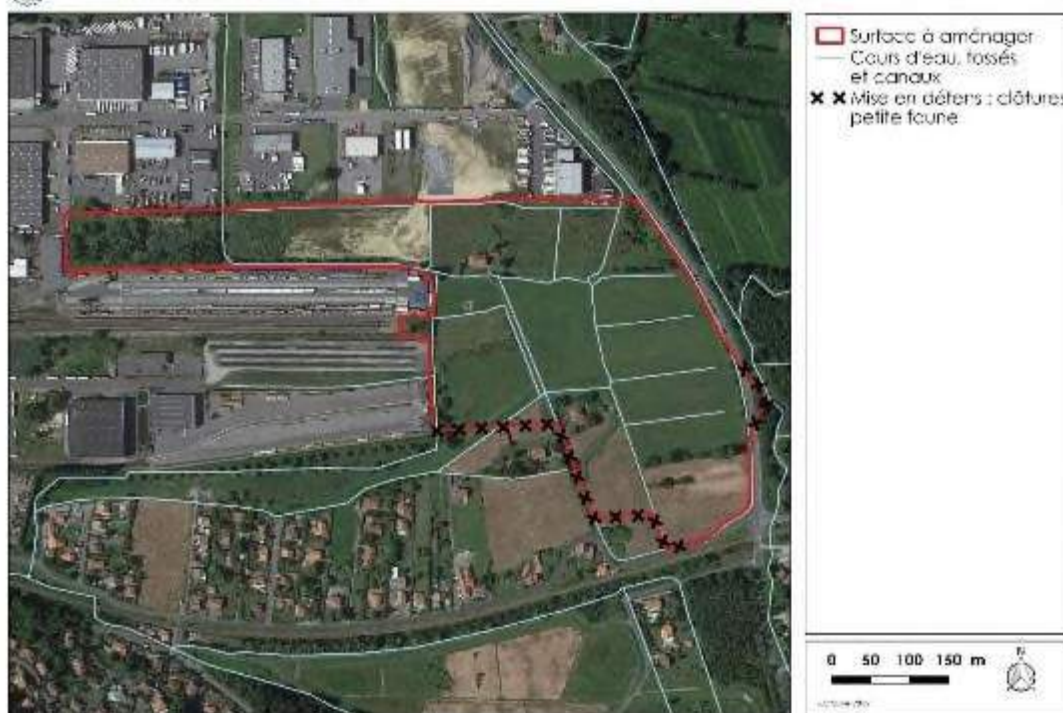 Surface à aménager
Cours d'eau, fossés
et canaux
Mise en défens : clôtures
petite faune
0 50 100 150 m
N